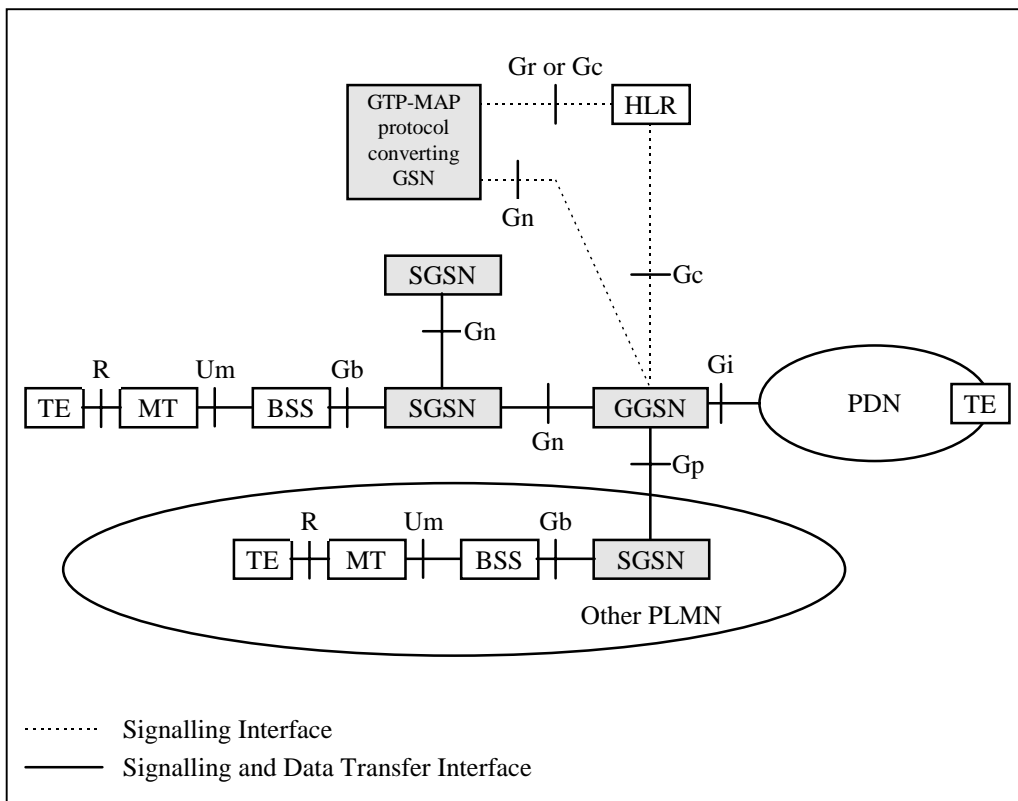 Gr or Gc
GTP-MAP
protocol
converting
GSN
HLR
Gn
Gc
SGSN
Gn
R
Um
Gb
Gi
TE
MT
BSS
SGSN
GGSN
PDN
TE
Gn
Gp
R
Um
Gb
TE
MT
BSS
SGSN
Other PLMN
Signalling Interface
Signalling and Data Transfer Interface